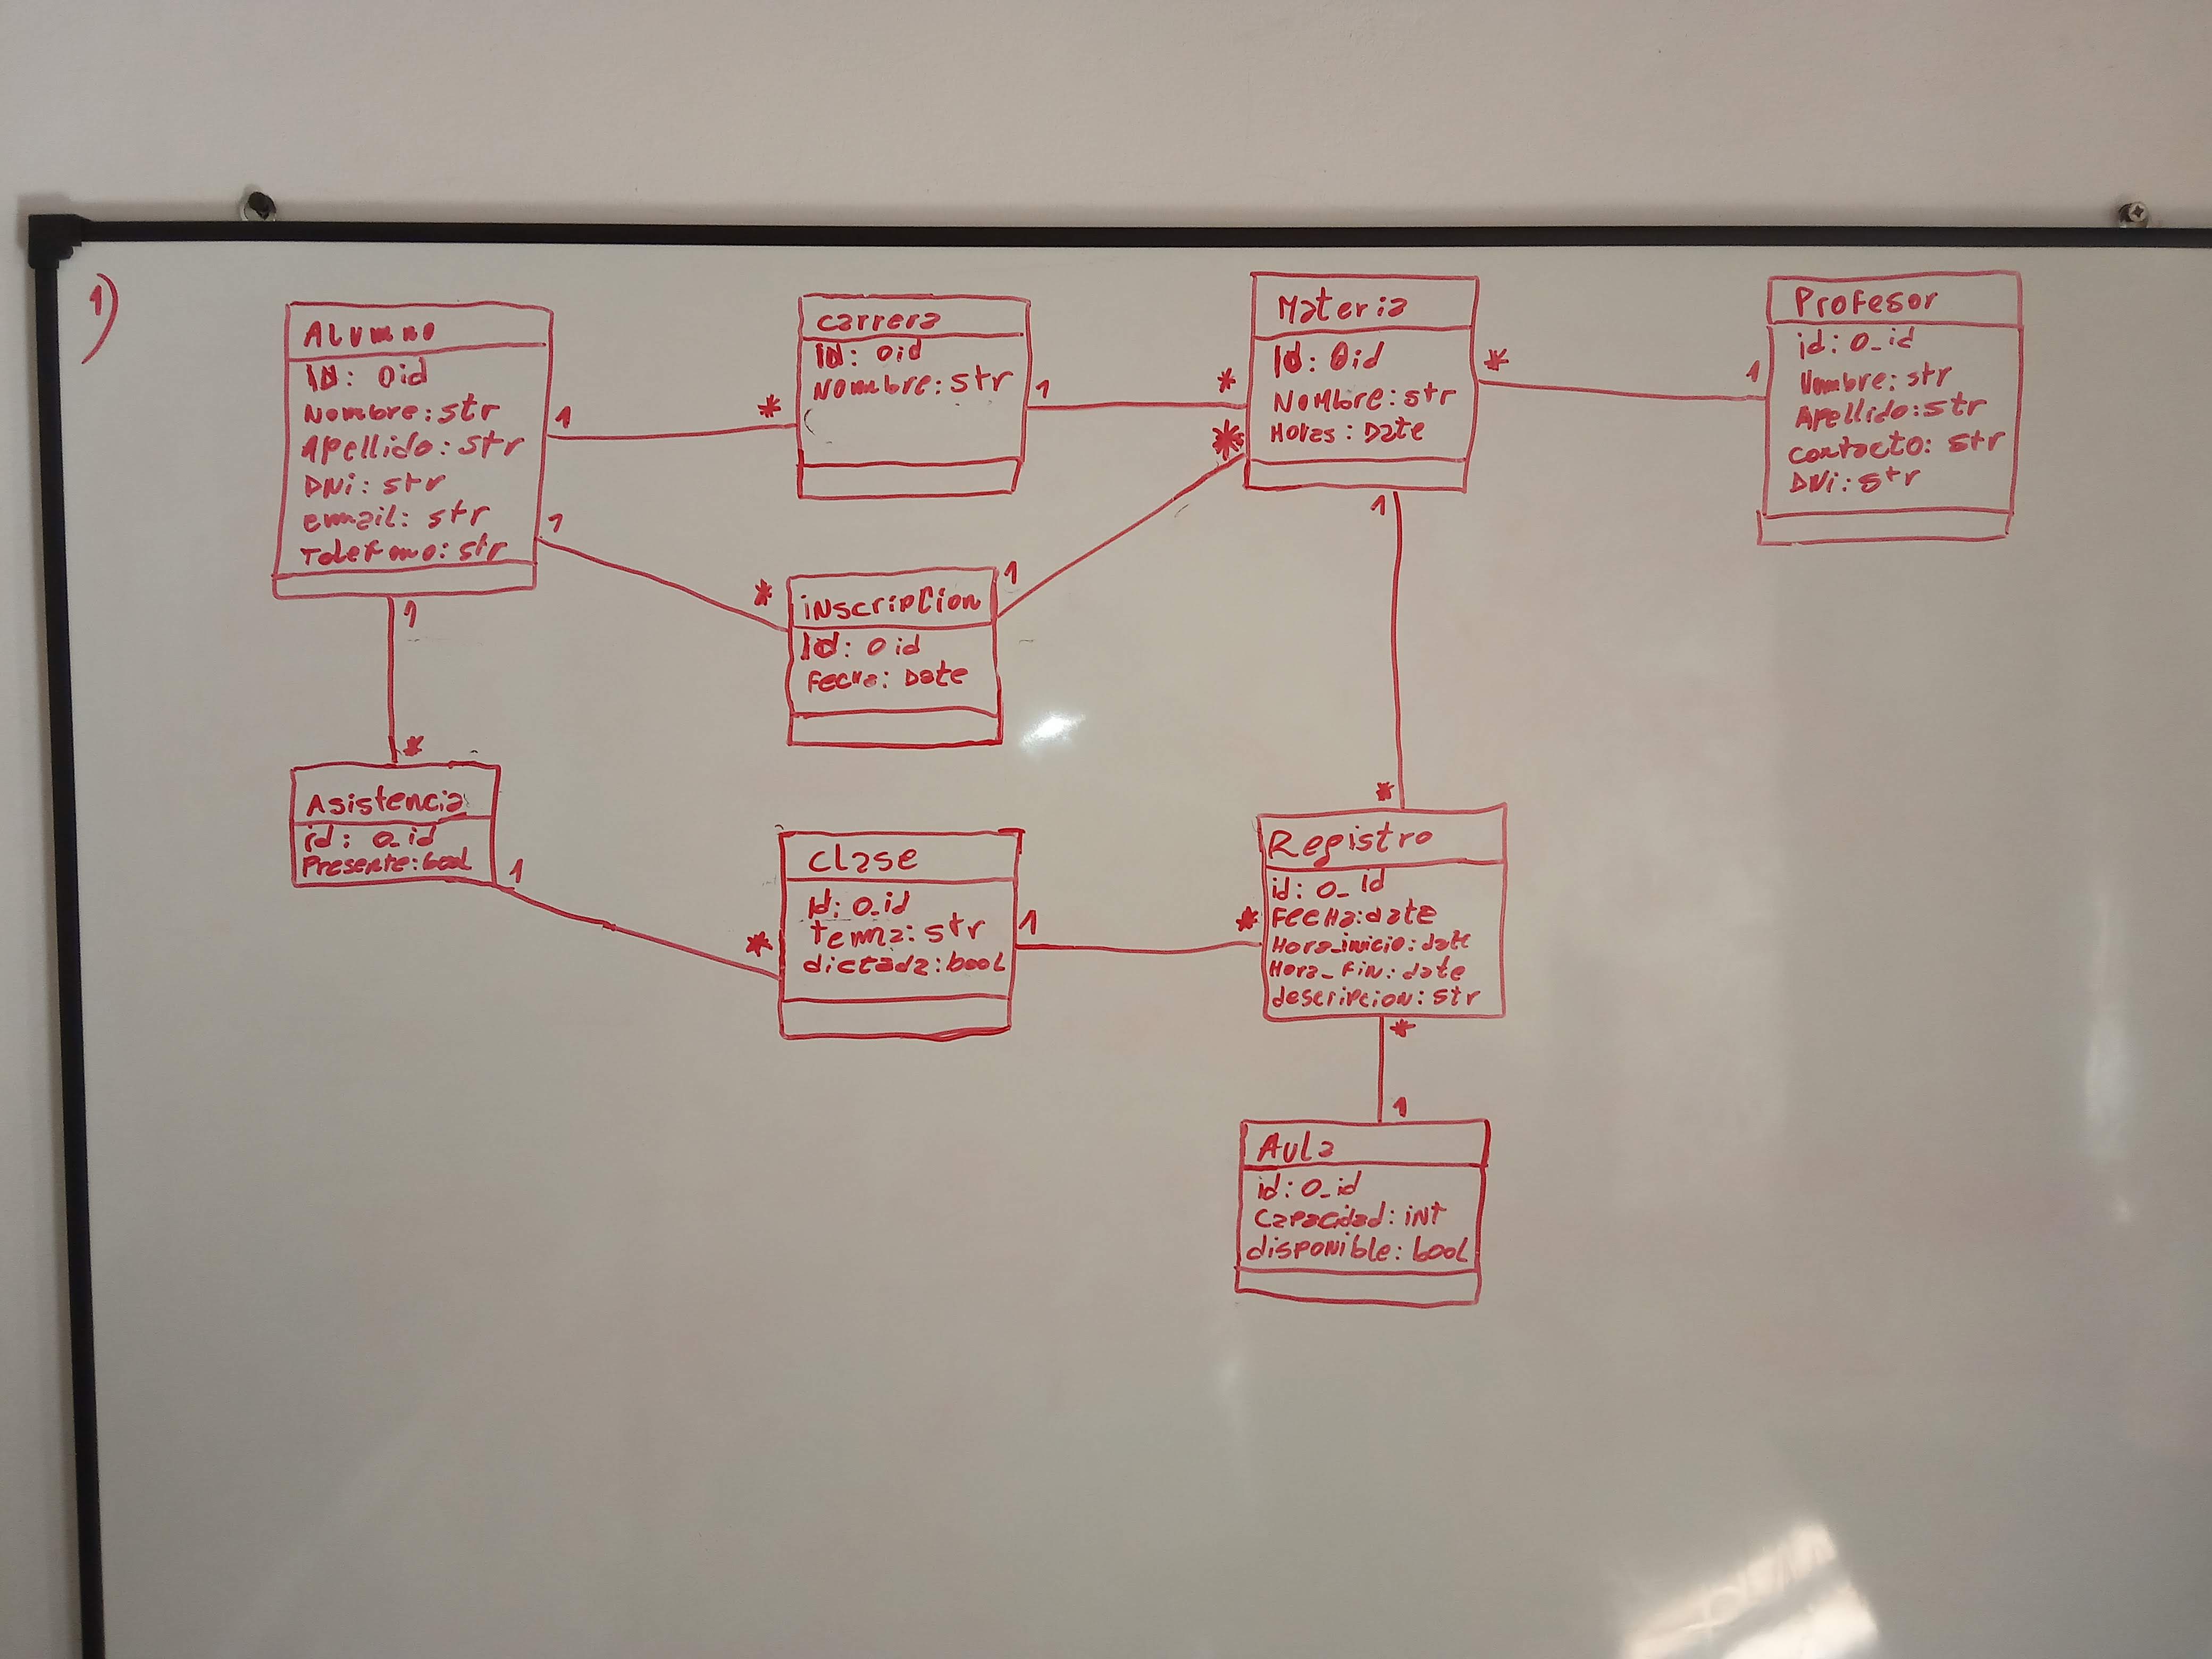 1)
Alumno
Id: Oid
Nombre: str
Apellido: str
DNi: str
email: str
Telefono: str
1
*
1
*
1
*
carrera
Id: Oid
Nombre: str
1
*
Materia
Id: Oid
Nombre: str
Horas: Date
*
1
Profesor
id: O_id
Nombre: str
Apellido: str
contacto: str
DNi: str
inscripCion
Id: Oid
Fecha: Date
1
*
1
*
Asistencia
id: O_id
Presente: bool
1
*
clase
Id: O_id
tema: str
dictada: bool
1
*
Registro
id: O_id
Fecha: date
Hora_inicio: date
Hora_Fin: date
descripcion: str
*
1
Aula
id: O_id
Capacidad: int
disponible: bool